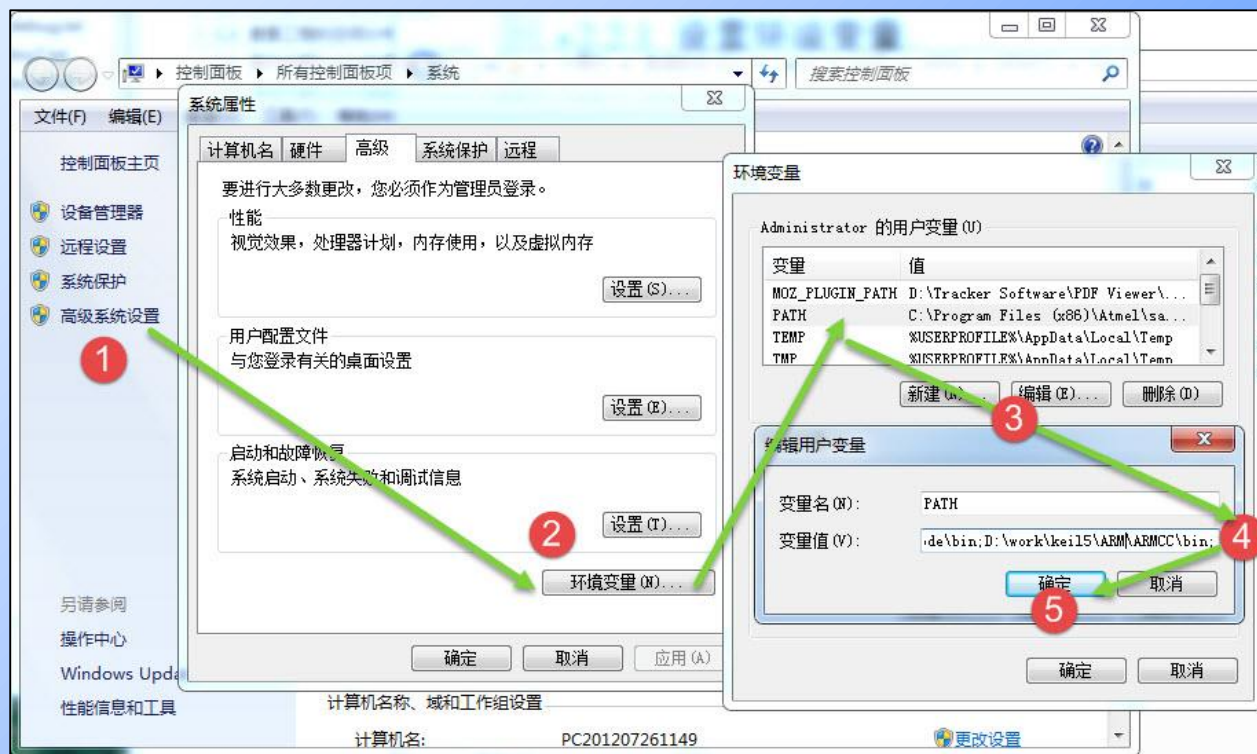 控制面板 ▸ 所有控制面板项 ▸ 系统
搜索控制面板
文件(F) 编辑(E)
控制面板主页
设备管理器
远程设置
系统保护
高级系统设置
1
另请参阅
操作中心
Windows Upda
性能信息和工具
系统属性
计算机名 硬件 高级 系统保护 远程
要进行大多数更改，您必须作为管理员登录。
性能
视觉效果，处理器计划，内存使用，以及虚拟内存
设置(S)...
用户配置文件
与您登录有关的桌面设置
设置(E)...
启动和故障恢复
系统启动、系统失败和调试信息
2
设置(T)...
环境变量(N)...
确定 取消 应用(A)
计算机名称、域和工作组设置
计算机名: PC201207261149 更改设置
环境变量
Administrator 的用户变量(U)
变量 值
MOZ_PLUGIN_PATH D:\Tracker Software\PDF Viewer\...
PATH C:\Program Files (x86)\Atmel\sa...
TEMP %USERPROFILE%\AppData\Local\Temp
TMP %USERPROFILE%\AppData\Local\Temp
新建(N)... 编辑(E)... 删除(D)
3
编辑用户变量
变量名(N): PATH
变量值(V): de\bin;D:\work\keil5\ARM\ARMCC\bin;
4
确定 取消
5
确定 取消